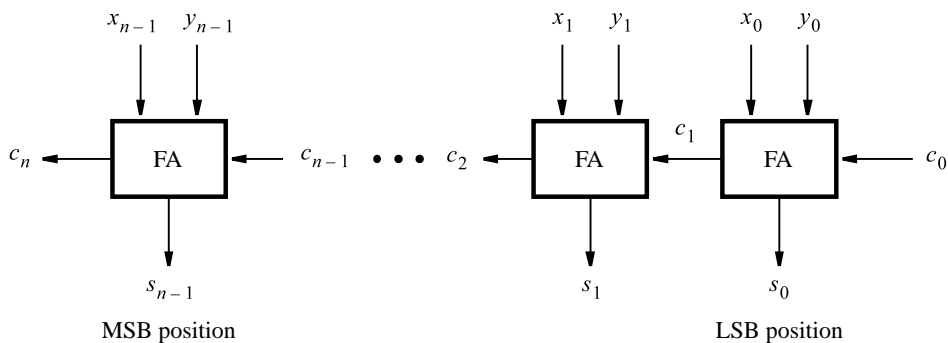 x_{n-1} y_{n-1} x_1 y_1 x_0 y_0
c_n FA c_{n-1} • • • c_2 FA c_1 FA c_0
s_{n-1} s_1 s_0
MSB position LSB position